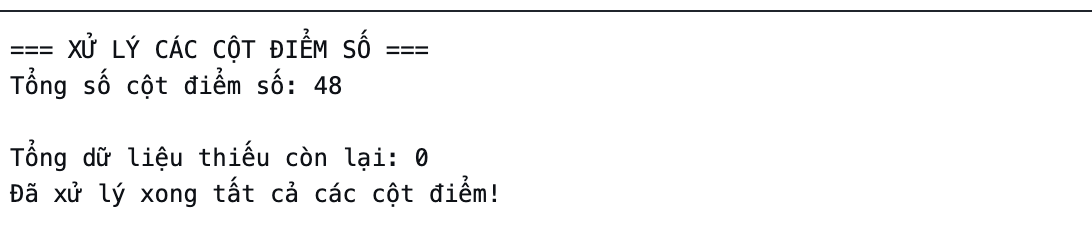 === XỬ LÝ CÁC CỘT ĐIỂM SỐ ===
Tổng số cột điểm số: 48
Tổng dữ liệu thiếu còn lại: 0
Đã xử lý xong tất cả các cột điểm!